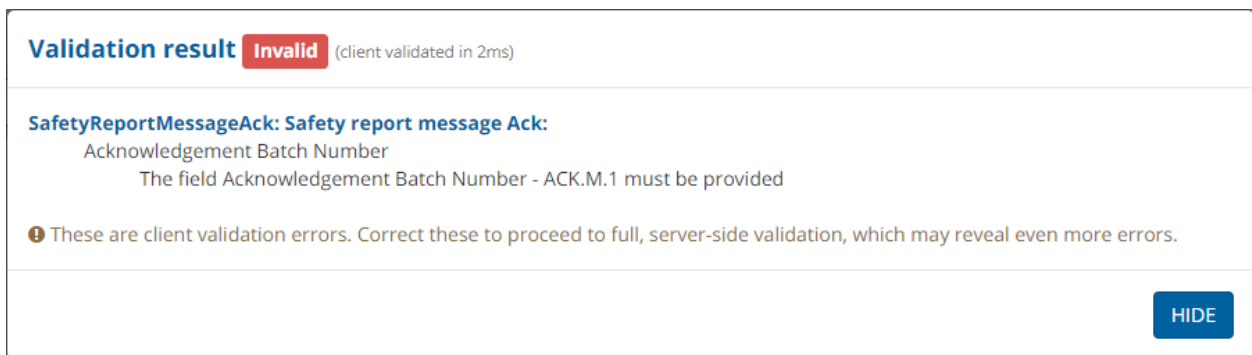 Validation result Invalid (client validated in 2ms)
SafetyReportMessageAck: Safety report message Ack:
Acknowledgement Batch Number
The field Acknowledgement Batch Number - ACK.M.1 must be provided
These are client validation errors. Correct these to proceed to full, server-side validation, which may reveal even more errors.
HIDE